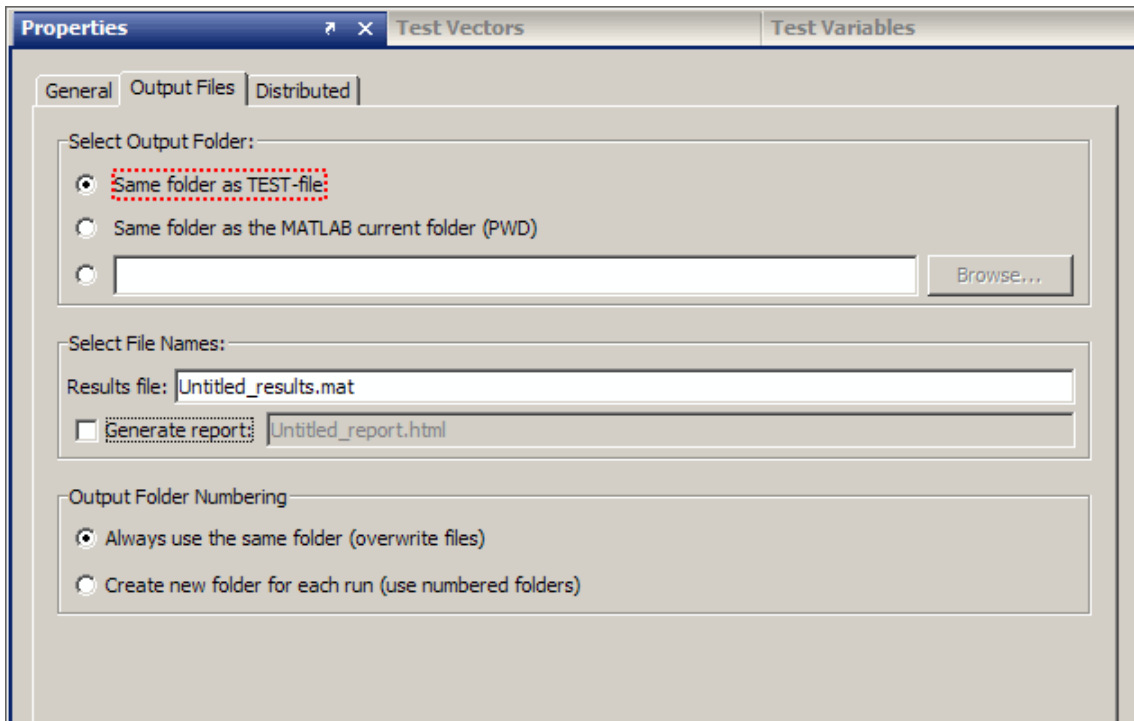 Properties Test Vectors Test Variables
General Output Files Distributed
Select Output Folder:
Same folder as TEST-file
Same folder as the MATLAB current folder (PWD)
Browse...
Select File Names:
Results file: Untitled_results.mat
Generate report: Untitled_report.html
Output Folder Numbering
Always use the same folder (overwrite files)
Create new folder for each run (use numbered folders)